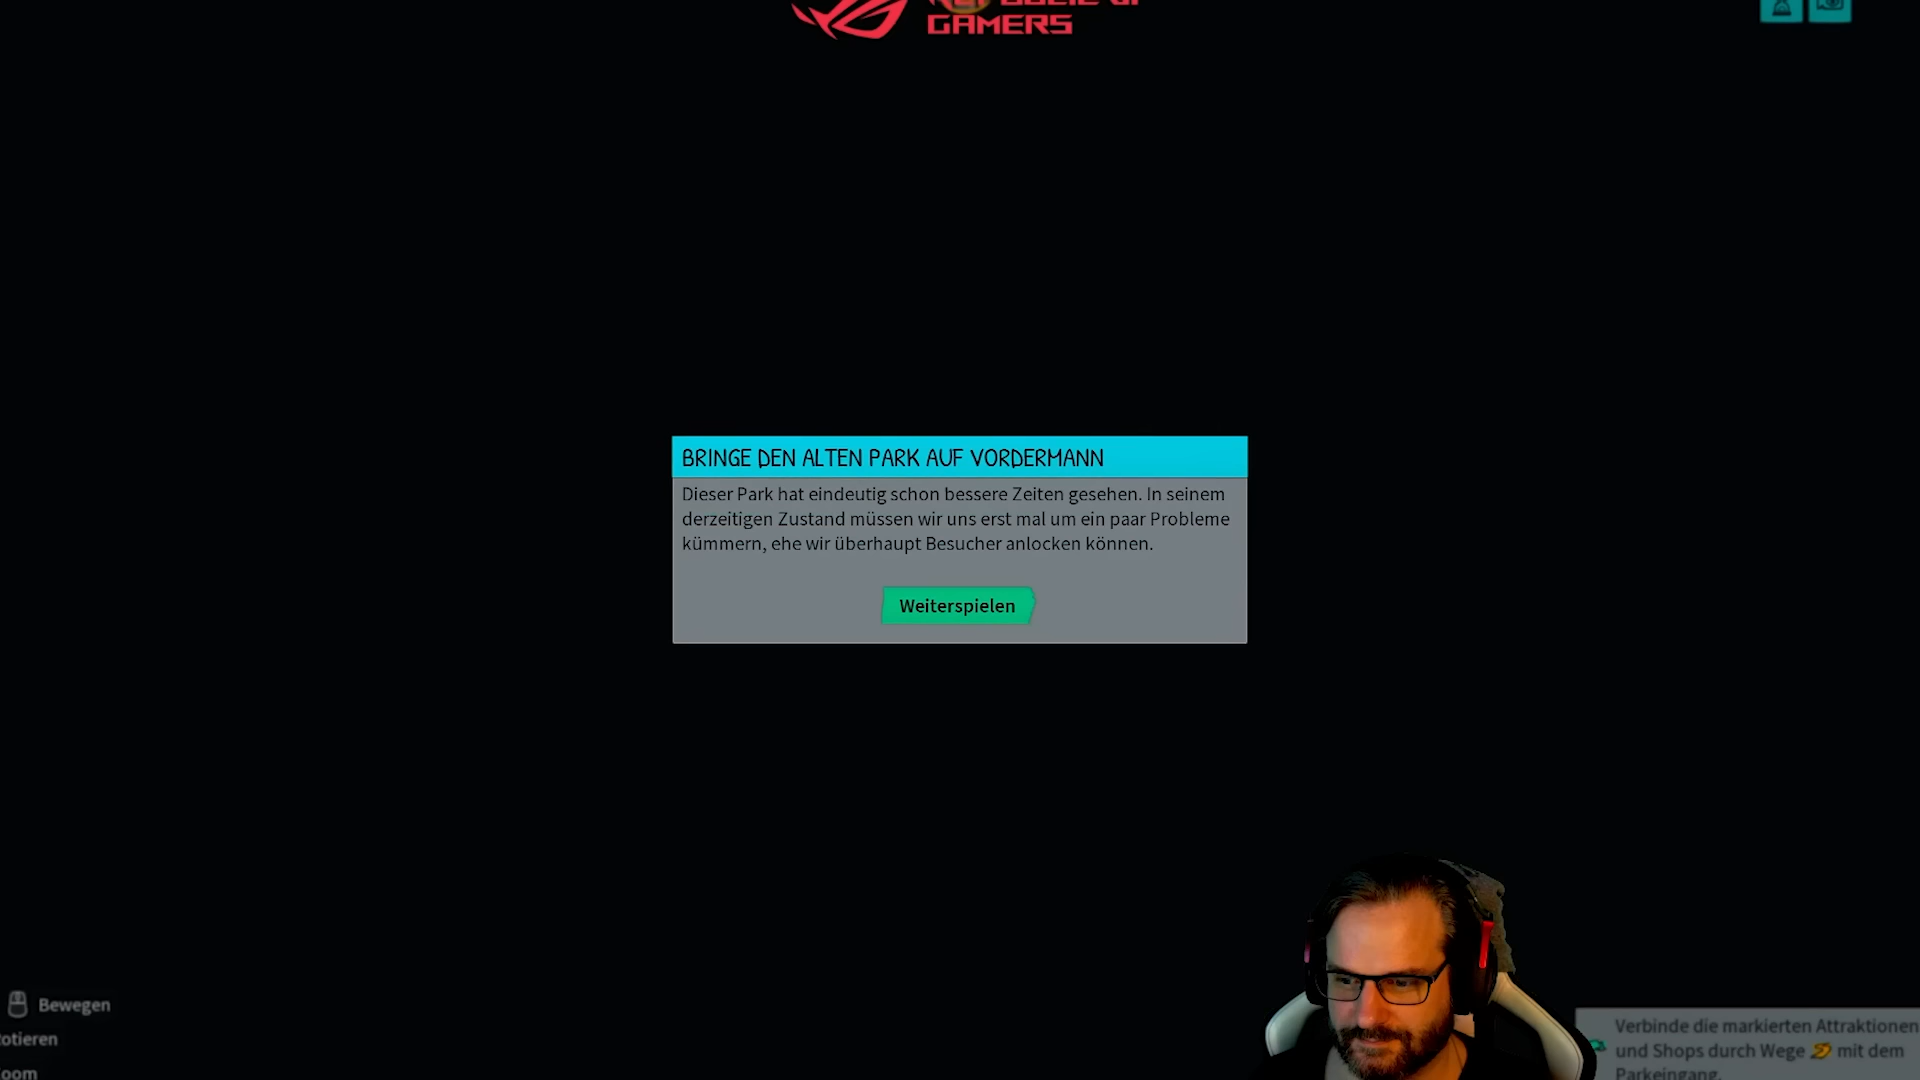 GAMERS
BRINGE DEN ALTEN PARK AUF VORDERMANN
Dieser Park hat eindeutig schon bessere Zeiten gesehen. In seinem
derzeitigen Zustand müssen wir uns erst mal um ein paar Probleme
kümmern, ehe wir überhaupt Besucher anlocken können.
Weiterspielen
Bewegen
otieren
oom
Verbinde die markierten Attraktionen
und Shops durch Wege mit dem
Parkeingang.